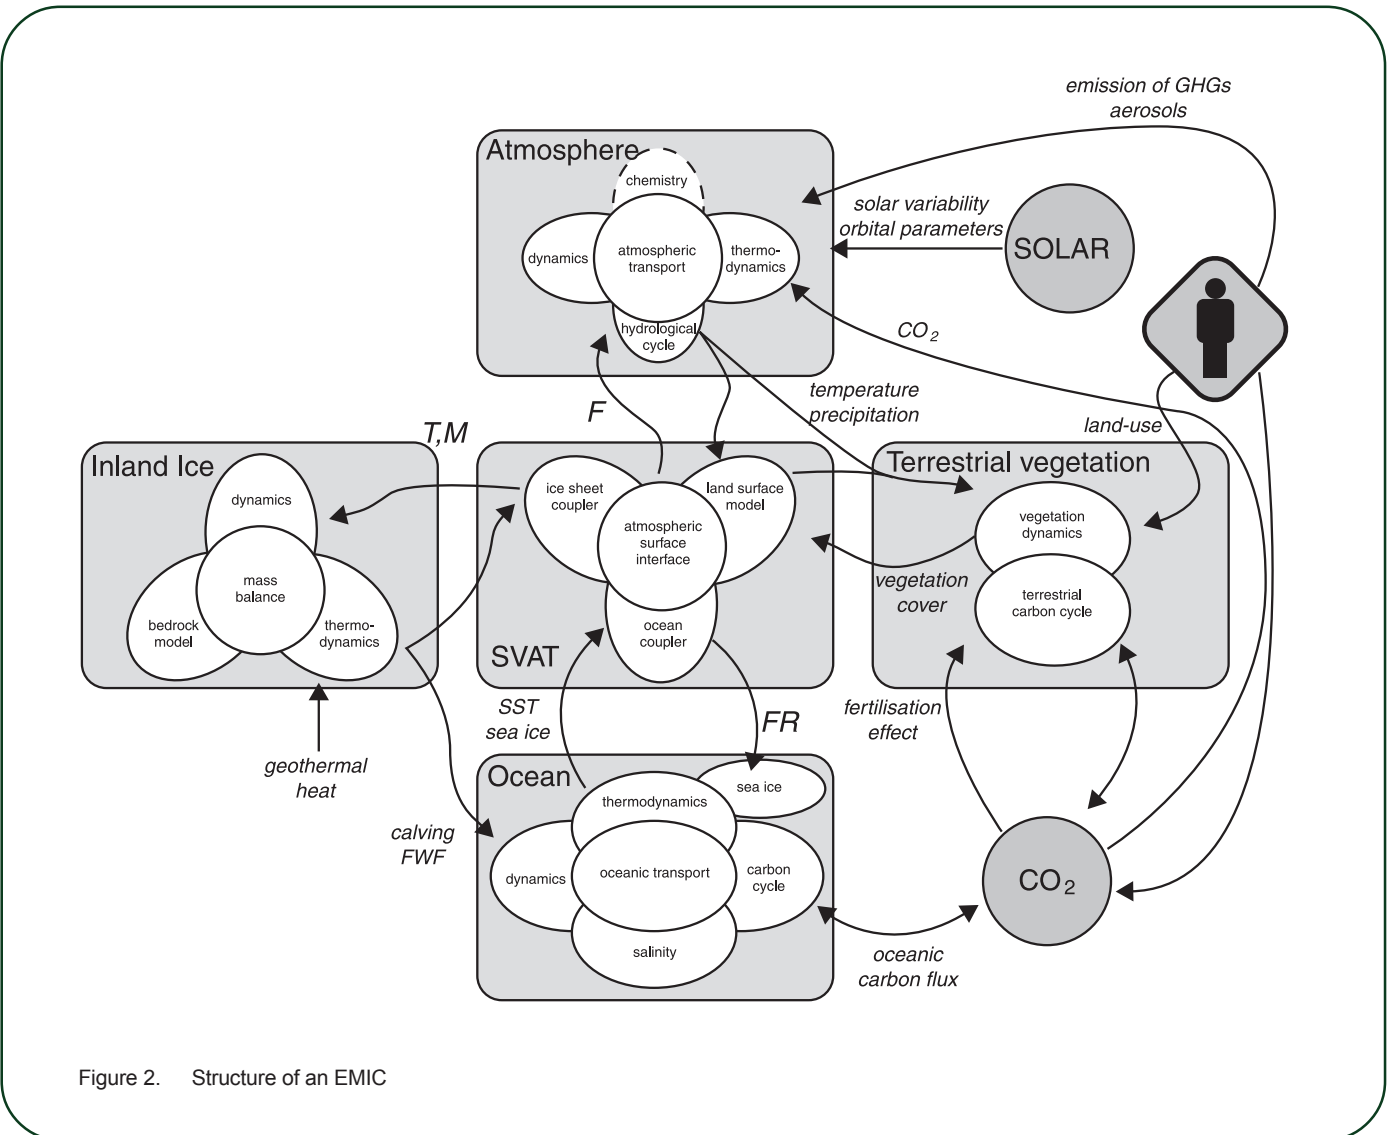 emission of GHGs
aerosols
Atmosphere
chemistry
solar variability
orbital parameters
SOLAR
dynamics
atmospheric
transport
thermo-
dynamics
hydrological
cycle
CO2
temperature
precipitation
F
land-use
T,M
Inland Ice
dynamics
mass
balance
bedrock
model
thermo-
dynamics
ice sheet
coupler
land surface
model
atmospheric
surface
interface
ocean
coupler
SVAT
Terrestrial vegetation
vegetation
dynamics
terrestrial
carbon cycle
vegetation
cover
geothermal
heat
SST
sea ice
FR
fertilisation
effect
calving
FWF
Ocean
sea ice
thermodynamics
dynamics
oceanic transport
carbon
cycle
salinity
CO2
oceanic
carbon flux
Figure 2. Structure of an EMIC